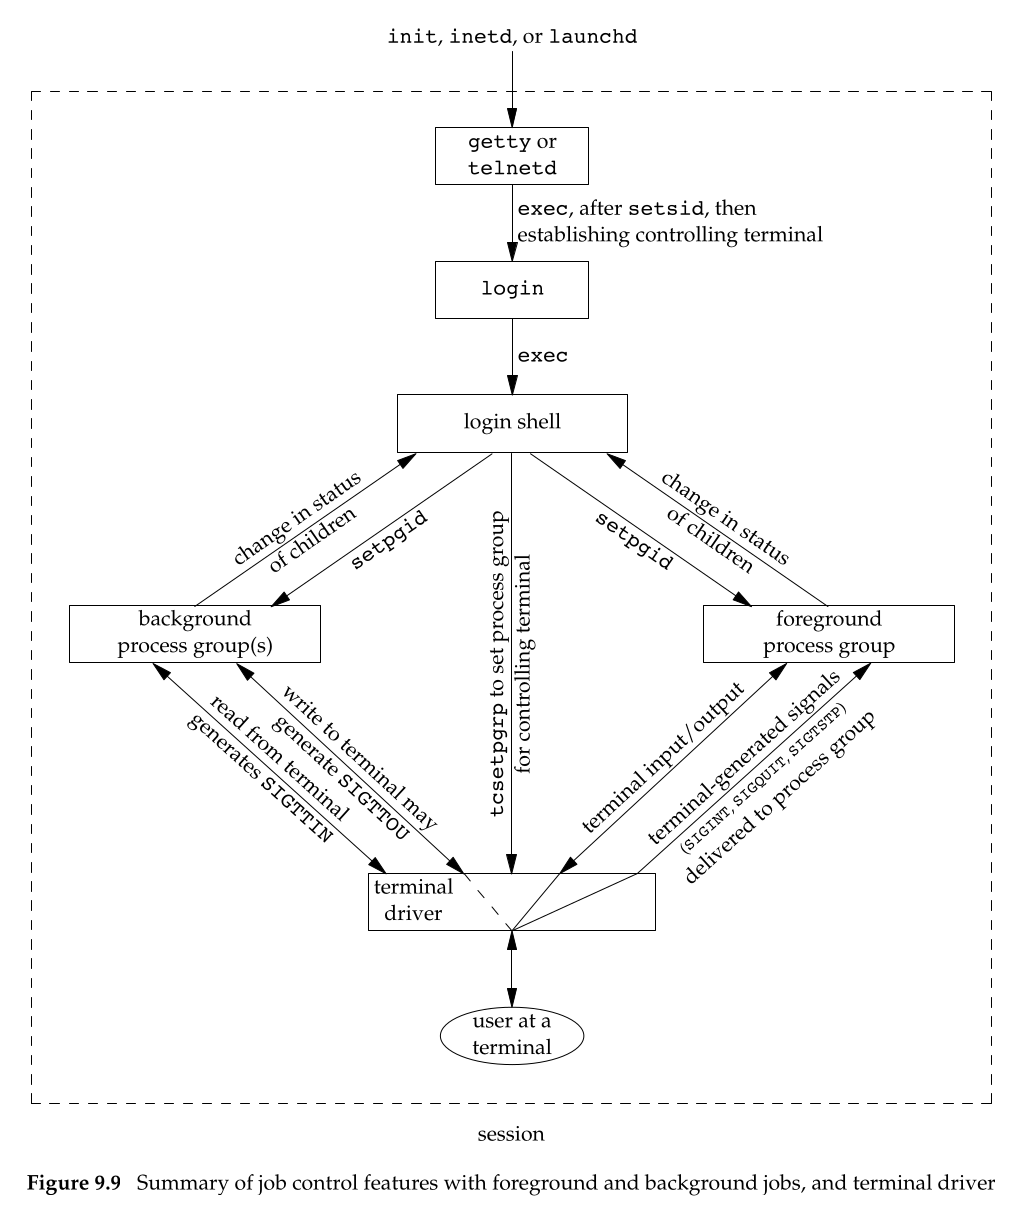 init, inetd, or launchd
getty or
telnetd
exec, after setsid, then
establishing controlling terminal
login
exec
login shell
change in status
of children
setpgid
tcsetpgrp to set process group
for controlling terminal
setpgid
change in status
of children
background
process group(s)
foreground
process group
read from terminal
generates SIGTTIN
write to terminal may
generate SIGTTOU
terminal input/output
terminal-generated signals
(SIGINT, SIGQUIT, SIGTSTP)
delivered to process group
terminal
driver
user at a
terminal
session
Figure 9.9 Summary of job control features with foreground and background jobs, and terminal driver